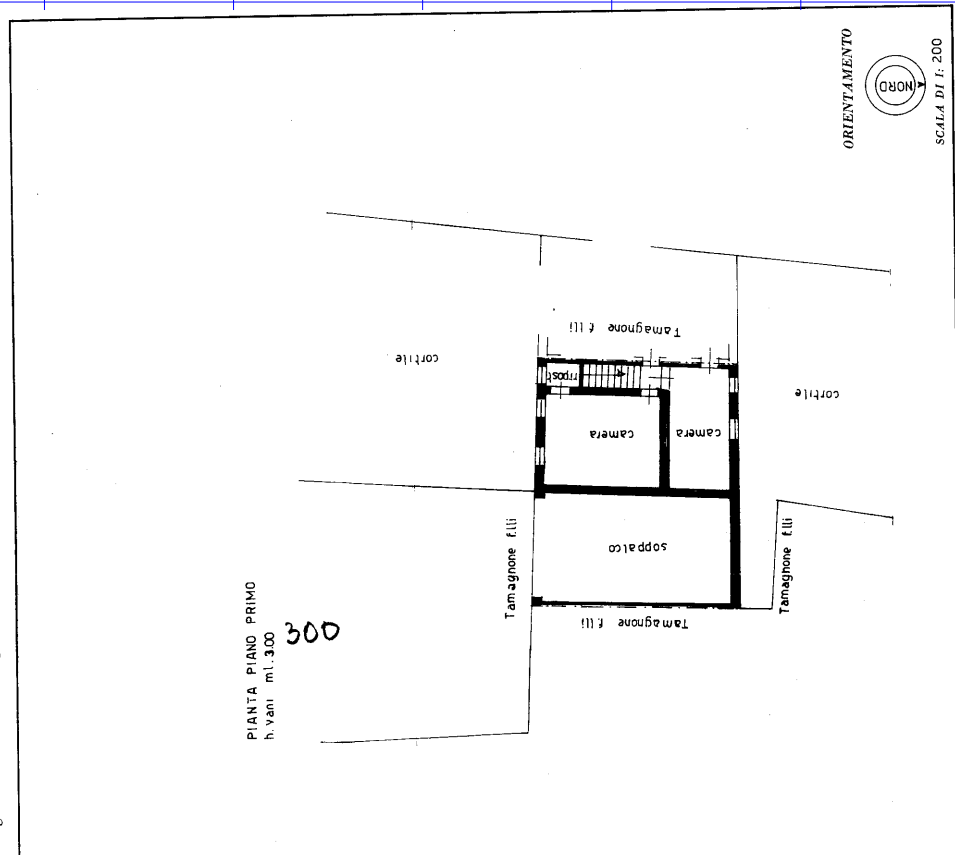 ORIENTAMENTO
NORD
SCALA DI 1: 200
Tamagnone f.lli
cortile
ripost
cortile
camera
camera
soppalco
Tamagnone f.lli
Tamagnone f.lli
Tamagnone f.lli
PIANTA PIANO PRIMO
h. vani ml. 3.00
300